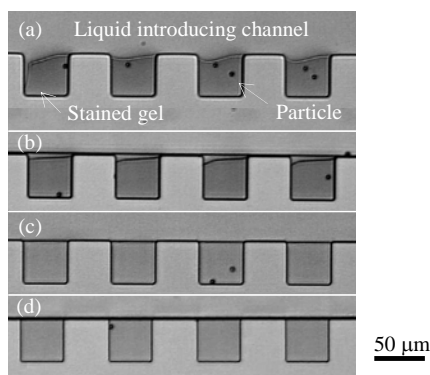 (a) Liquid introducing channel
Stained gel Particle
(b)
(c)
(d)
50 μm